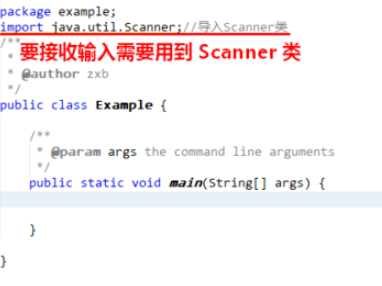 package example;
import java.util.Scanner;//导入Scanner类
/**
要接收输入需要用到 Scanner 类
*
* @author zxb
*/
public class Example {
/**
* @param args the command line arguments
*/
public static void main(String[] args) {
}
}